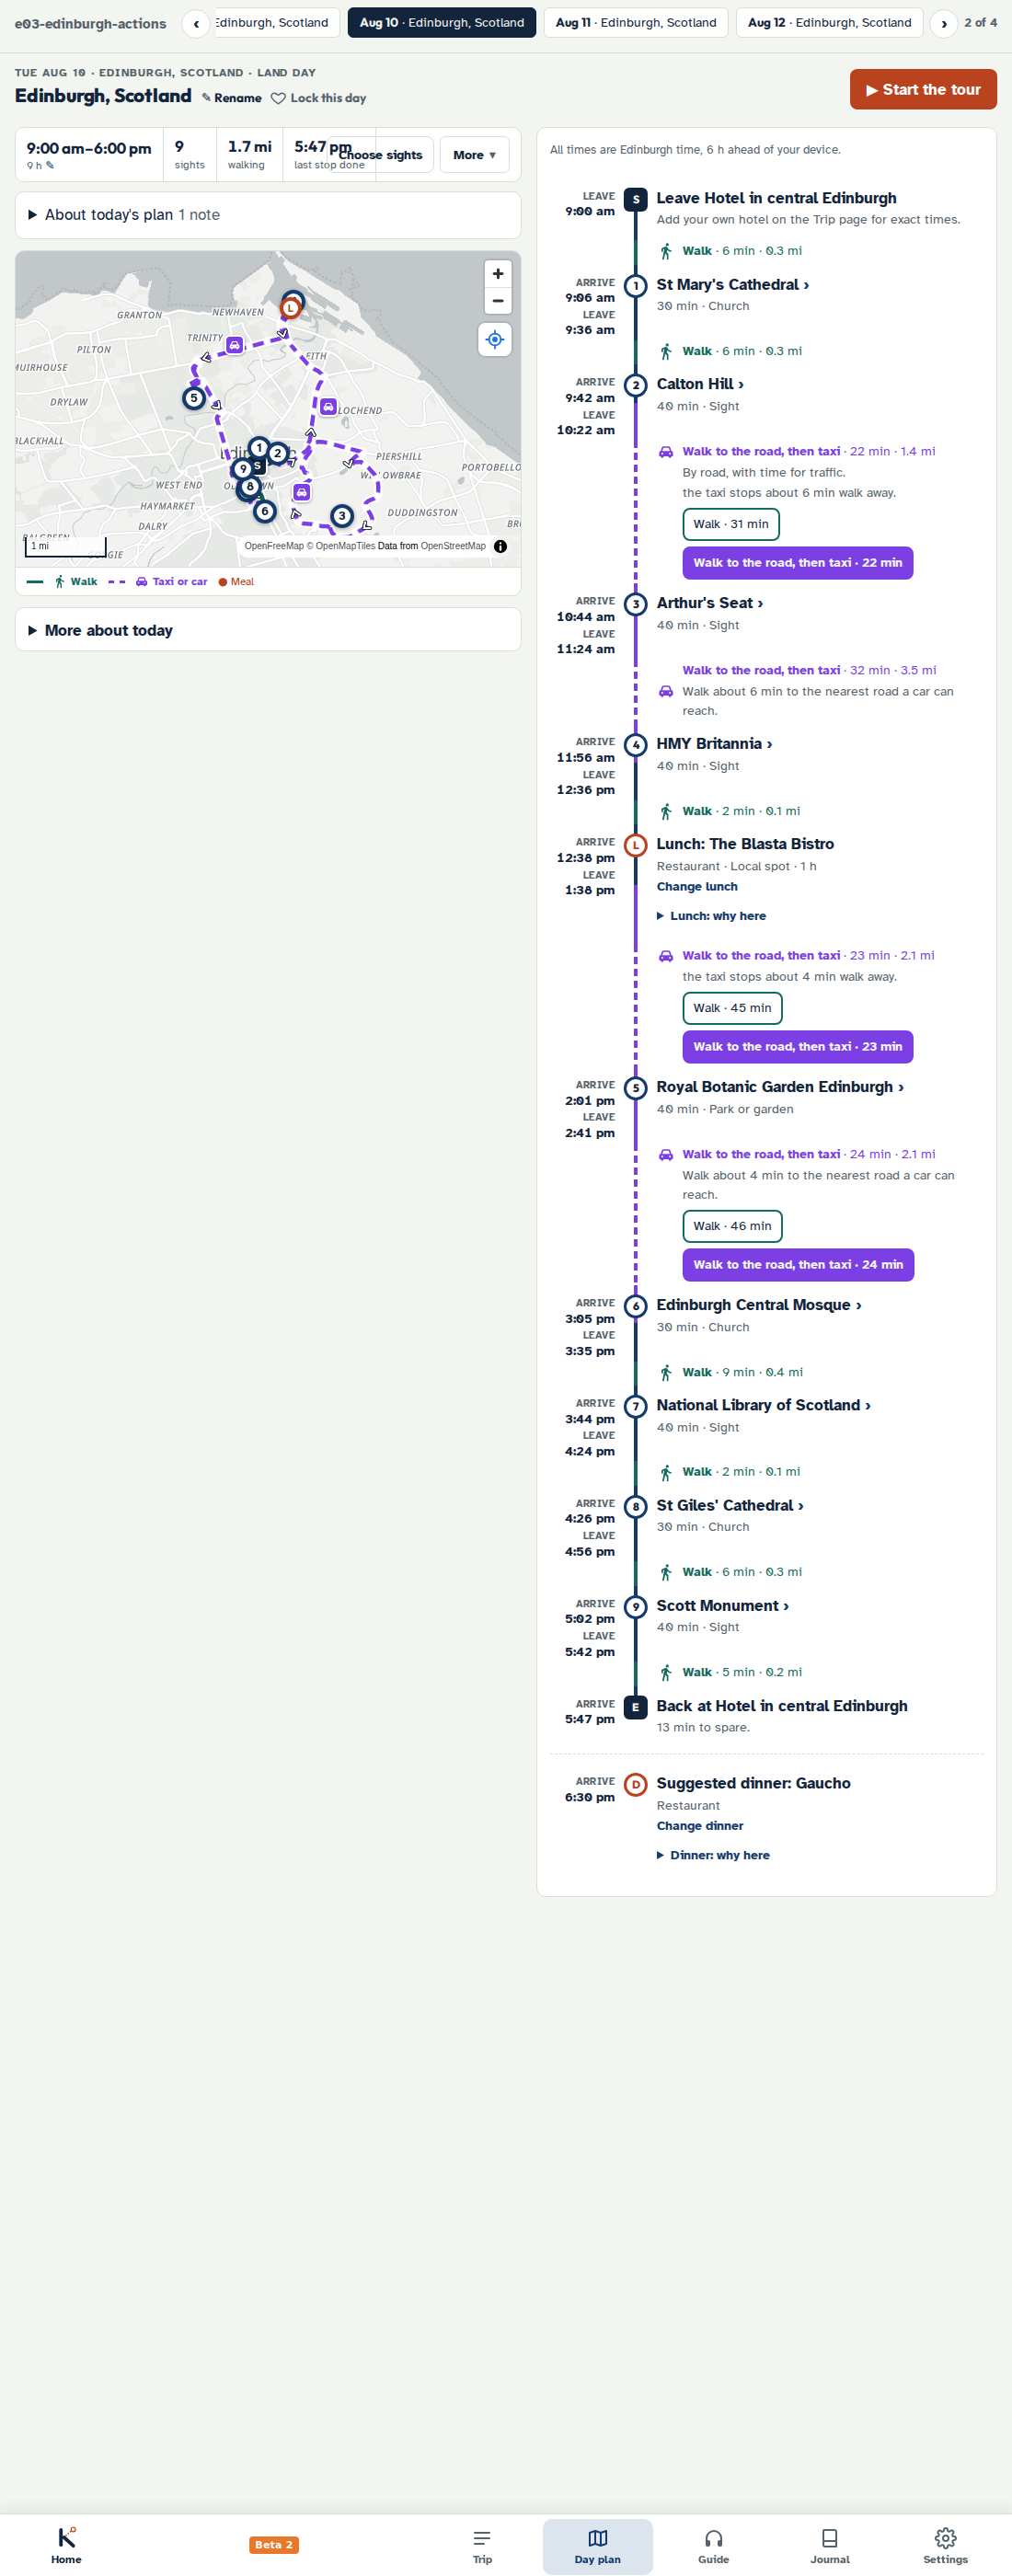 e03-edinburgh-actions
‹
Edinburgh, Scotland
Aug 10 · Edinburgh, Scotland
Aug 11 · Edinburgh, Scotland
Aug 12 · Edinburgh, Scotland
›
2 of 4
TUE AUG 10 · EDINBURGH, SCOTLAND · LAND DAY
Edinburgh, Scotland ✎ Rename ♡ Lock this day
▶ Start the tour
9:00 am–6:00 pm
9 h ✎
9
sights
1.7 mi
walking
5:47 pm
last stop done
Choose sights
More ▾
▶ About today's plan 1 note
GRANTON
NEWHAVEN
L
TRINITY
PILTON
MUIRHOUSE
DRYLAW
5
LOCHEND
BLACKHALL
1
2
9
S
PIERSHILL
PORTOBELLO
WEST END
8
HAYMARKET
6
3
DUDDINGSTON
DALRY
1 mi
OpenFreeMap © OpenMapTiles Data from OpenStreetMap
Walk
Taxi or car
Meal
▶ More about today
All times are Edinburgh time, 6 h ahead of your device.
LEAVE
9:00 am
S
Leave Hotel in central Edinburgh
Add your own hotel on the Trip page for exact times.
Walk · 6 min · 0.3 mi
ARRIVE
9:06 am
LEAVE
9:36 am
1
St Mary's Cathedral ›
30 min · Church
Walk · 6 min · 0.3 mi
ARRIVE
9:42 am
LEAVE
10:22 am
2
Calton Hill ›
40 min · Sight
Walk to the road, then taxi · 22 min · 1.4 mi
By road, with time for traffic.
the taxi stops about 6 min walk away.
Walk · 31 min
Walk to the road, then taxi · 22 min
ARRIVE
10:44 am
LEAVE
11:24 am
3
Arthur's Seat ›
40 min · Sight
Walk to the road, then taxi · 32 min · 3.5 mi
Walk about 6 min to the nearest road a car can
reach.
ARRIVE
11:56 am
LEAVE
12:36 pm
4
HMY Britannia ›
40 min · Sight
Walk · 2 min · 0.1 mi
ARRIVE
12:38 pm
LEAVE
1:38 pm
L
Lunch: The Blasta Bistro
Restaurant · Local spot · 1 h
Change lunch
▶ Lunch: why here
Walk to the road, then taxi · 23 min · 2.1 mi
the taxi stops about 4 min walk away.
Walk · 45 min
Walk to the road, then taxi · 23 min
ARRIVE
2:01 pm
LEAVE
2:41 pm
5
Royal Botanic Garden Edinburgh ›
40 min · Park or garden
Walk to the road, then taxi · 24 min · 2.1 mi
Walk about 4 min to the nearest road a car can
reach.
Walk · 46 min
Walk to the road, then taxi · 24 min
ARRIVE
3:05 pm
LEAVE
3:35 pm
6
Edinburgh Central Mosque ›
30 min · Church
Walk · 9 min · 0.4 mi
ARRIVE
3:44 pm
LEAVE
4:24 pm
7
National Library of Scotland ›
40 min · Sight
Walk · 2 min · 0.1 mi
ARRIVE
4:26 pm
LEAVE
4:56 pm
8
St Giles' Cathedral ›
30 min · Church
Walk · 6 min · 0.3 mi
ARRIVE
5:02 pm
LEAVE
5:42 pm
9
Scott Monument ›
40 min · Sight
Walk · 5 min · 0.2 mi
ARRIVE
5:47 pm
E
Back at Hotel in central Edinburgh
13 min to spare.
ARRIVE
6:30 pm
D
Suggested dinner: Gaucho
Restaurant
Change dinner
▶ Dinner: why here
Home
Beta 2
Trip
Day plan
Guide
Journal
Settings